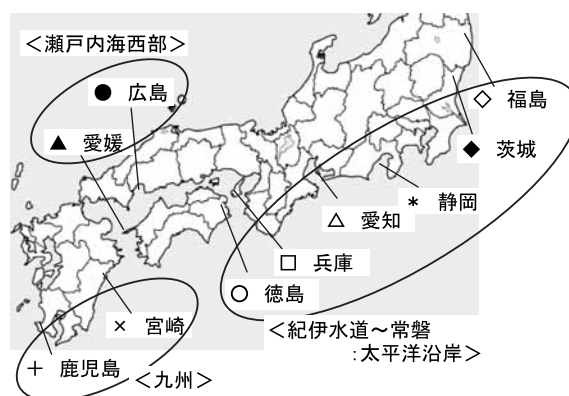 ＜瀬戸内海西部＞
● 広島
▲ 愛媛
◇ 福島
◆ 茨城
* 静岡
△ 愛知
□ 兵庫
○ 徳島
＜紀伊水道～常磐
：太平洋沿岸＞
× 宮崎
＋ 鹿児島
＜九州＞